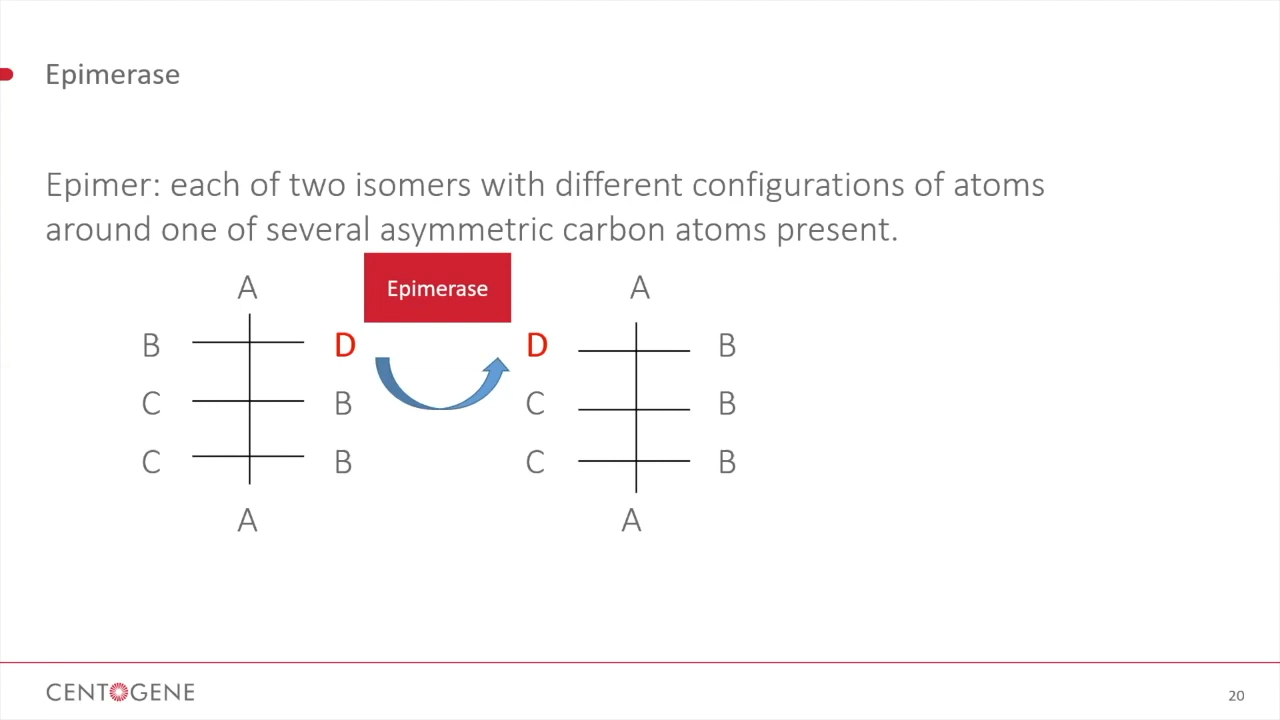 Epimerase
Epimer: each of two isomers with different configurations of atoms
around one of several asymmetric carbon atoms present.
Epimerase
A A
B D D B
C B C B
C B C B
A A
CENTOGENE
20